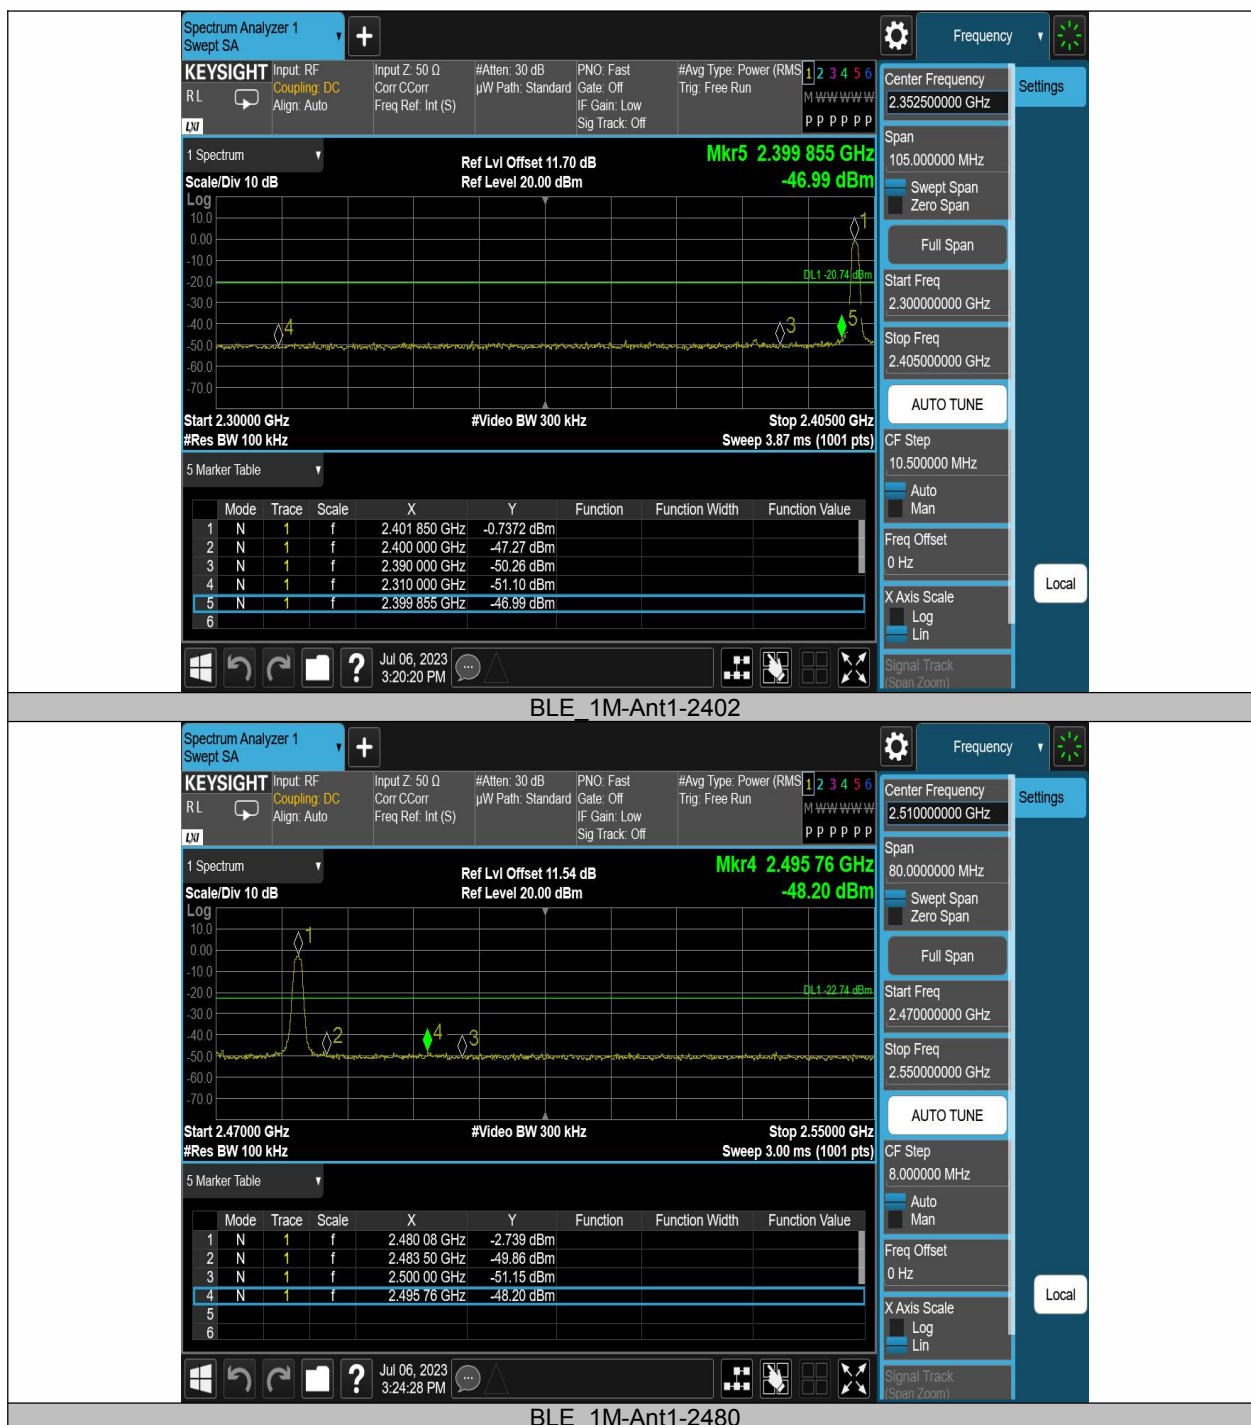 Spectrum Analyzer 1
Swept SA
+
Frequency
KEYSIGHT
RL
LXI
Input: RF
Coupling: DC
Align: Auto
Input Z: 50 Ω
Corr CCorr
Freq Ref: Int (S)
#Atten: 30 dB
µW Path: Standard
PNO: Fast
Gate: Off
IF Gain: Low
Sig Track: Off
#Avg Type: Power (RMS
Trig: Free Run
1 2 3 4 5 6
M W W W W W
P P P P P P
1 Spectrum
Scale/Div 10 dB
Ref Lvl Offset 11.70 dB
Ref Level 20.00 dBm
Mkr5 2.399 855 GHz
-46.99 dBm
Log
10.0
0.00
-10.0
-20.0
-30.0
-40.0
-50.0
-60.0
-70.0
1
DL1 -20.74 dBm
4
3
5
Start 2.30000 GHz
#Video BW 300 kHz
Stop 2.40500 GHz
#Res BW 100 kHz
Sweep 3.87 ms (1001 pts)
5 Marker Table
Mode Trace Scale X Y Function Function Width Function Value
1 N 1 f 2.401 850 GHz -0.7372 dBm
2 N 1 f 2.400 000 GHz -47.27 dBm
3 N 1 f 2.390 000 GHz -50.26 dBm
4 N 1 f 2.310 000 GHz -51.10 dBm
5 N 1 f 2.399 855 GHz -46.99 dBm
6
?
Jul 06, 2023
3:20:20 PM
Center Frequency
2.352500000 GHz
Settings
Span
105.000000 MHz
Swept Span
Zero Span
Full Span
Start Freq
2.300000000 GHz
Stop Freq
2.405000000 GHz
AUTO TUNE
CF Step
10.500000 MHz
Auto
Man
Freq Offset
0 Hz
Local
X Axis Scale
Log
Lin
Signal Track
(Span Zoom)
BLE_1M-Ant1-2402
Spectrum Analyzer 1
Swept SA
+
Frequency
KEYSIGHT
RL
LXI
Input: RF
Coupling: DC
Align: Auto
Input Z: 50 Ω
Corr CCorr
Freq Ref: Int (S)
#Atten: 30 dB
µW Path: Standard
PNO: Fast
Gate: Off
IF Gain: Low
Sig Track: Off
#Avg Type: Power (RMS
Trig: Free Run
1 2 3 4 5 6
M W W W W W
P P P P P P
1 Spectrum
Scale/Div 10 dB
Ref Lvl Offset 11.54 dB
Ref Level 20.00 dBm
Mkr4 2.495 76 GHz
-48.20 dBm
Log
10.0
0.00
-10.0
-20.0
-30.0
-40.0
-50.0
-60.0
-70.0
1
DL1 -22.74 dBm
2
4
3
Start 2.47000 GHz
#Video BW 300 kHz
Stop 2.55000 GHz
#Res BW 100 kHz
Sweep 3.00 ms (1001 pts)
5 Marker Table
Mode Trace Scale X Y Function Function Width Function Value
1 N 1 f 2.480 08 GHz -2.739 dBm
2 N 1 f 2.483 50 GHz -49.86 dBm
3 N 1 f 2.500 00 GHz -51.15 dBm
4 N 1 f 2.495 76 GHz -48.20 dBm
5
6
?
Jul 06, 2023
3:24:28 PM
Center Frequency
2.510000000 GHz
Settings
Span
80.0000000 MHz
Swept Span
Zero Span
Full Span
Start Freq
2.470000000 GHz
Stop Freq
2.550000000 GHz
AUTO TUNE
CF Step
8.000000 MHz
Auto
Man
Freq Offset
0 Hz
Local
X Axis Scale
Log
Lin
Signal Track
(Span Zoom)
BLE_1M-Ant1-2480